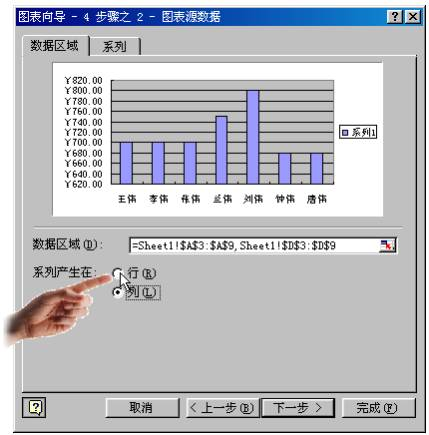 图表向导 - 4 步骤之 2 - 图表源数据
数据区域 系列
￥820.00
￥800.00
￥780.00
￥760.00
￥740.00
￥720.00
￥700.00
￥680.00
￥660.00
￥640.00
￥620.00
系列1
王伟 李伟 刘伟 钟伟 唐伟
数据区域(D): =Sheet1!$A$3:$A$9,Sheet1!$D$3:$D$9
系列产生在: 行(R)
列(L)
取消 < 上一步(B) 下一步 > 完成(F)